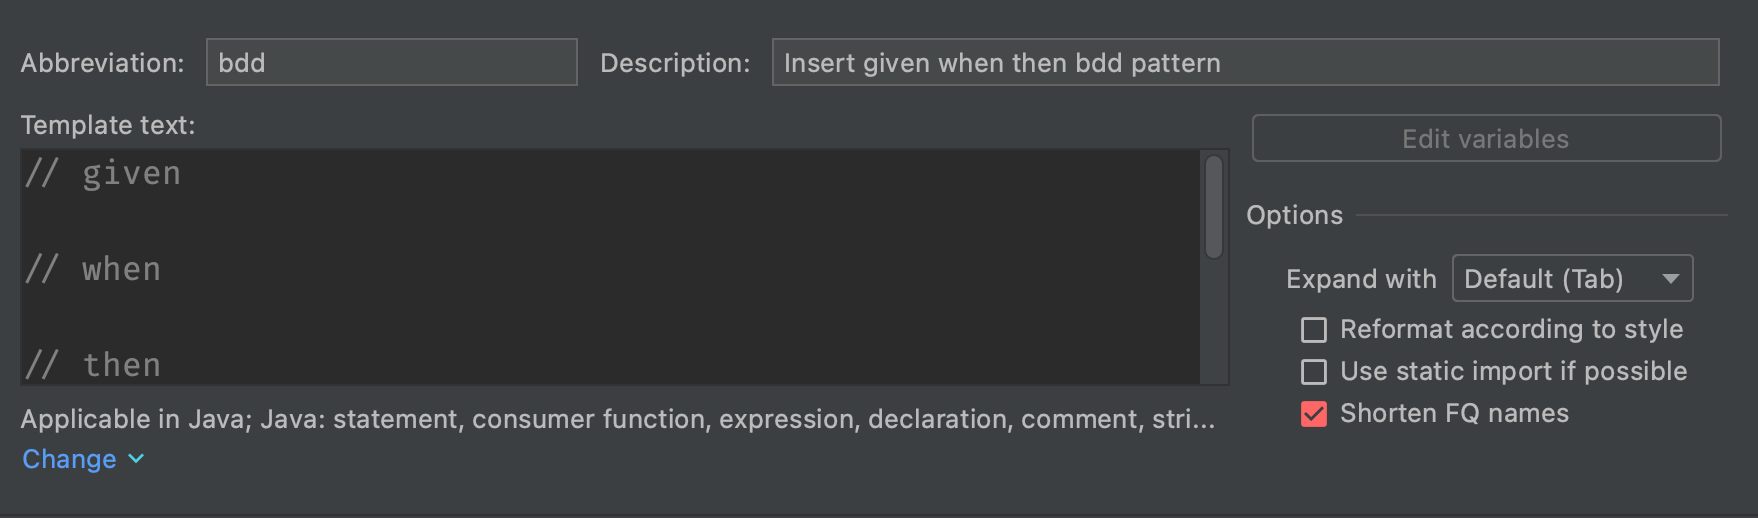 Abbreviation: bdd Description: Insert given when then bdd pattern
Template text:
Edit variables
// given
// when
// then
Options
Expand with Default (Tab)
Reformat according to style
Use static import if possible
Shorten FQ names
Applicable in Java; Java: statement, consumer function, expression, declaration, comment, stri...
Change